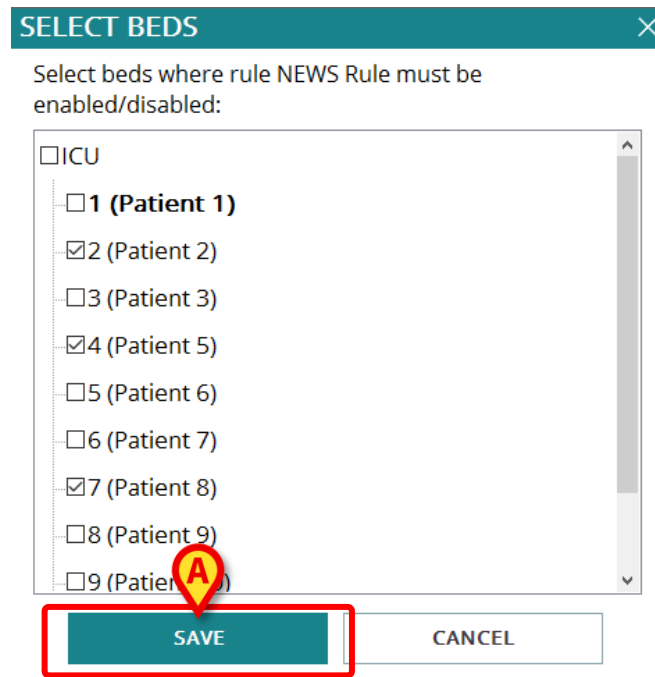 SELECT BEDS
Select beds where rule NEWS Rule must be
enabled/disabled:
ICU
1 (Patient 1)
2 (Patient 2)
3 (Patient 3)
4 (Patient 5)
5 (Patient 6)
6 (Patient 7)
7 (Patient 8)
8 (Patient 9)
9 (Patien
A
SAVE CANCEL